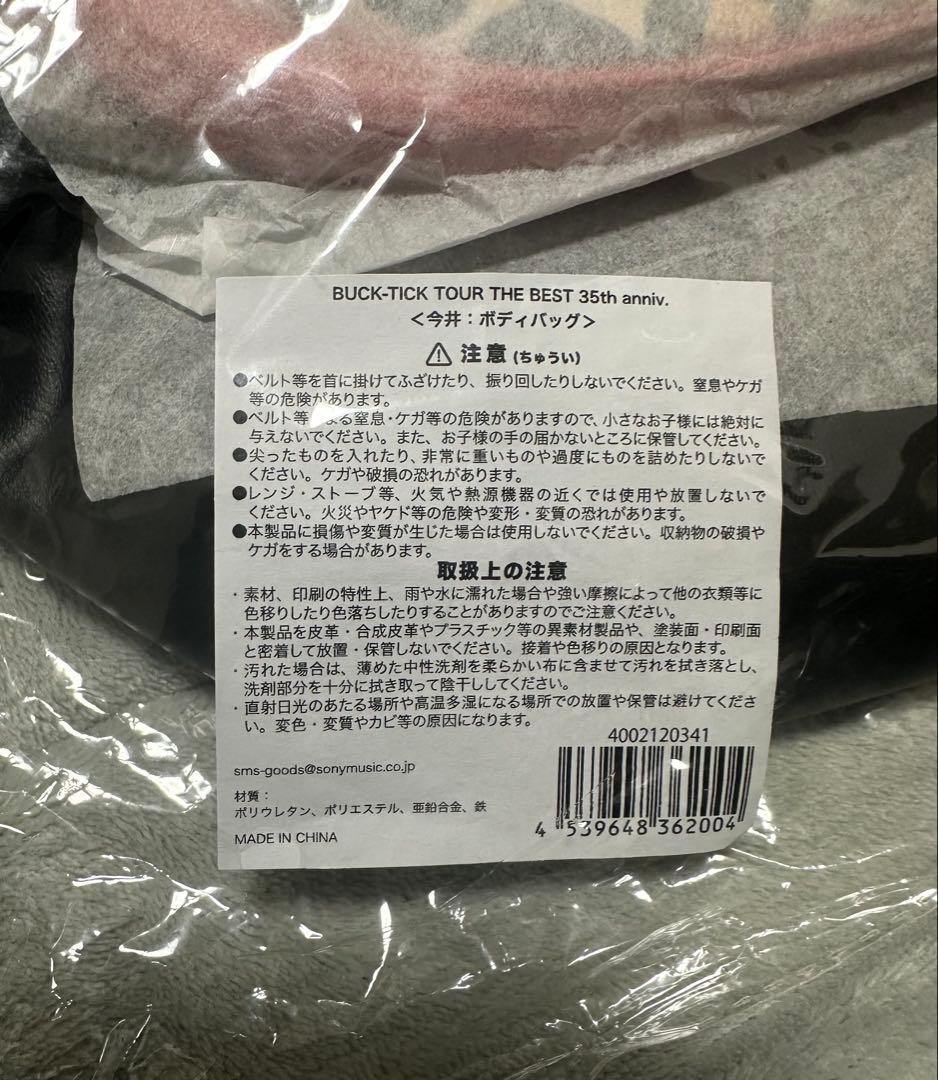 BUCK-TICK TOUR THE BEST 35th anniv.
＜今井：ボディバッグ＞
⚠ 注意(ちゅうい)
●ベルト等を首に掛けてふざけたり、振り回したりしないでください。窒息やケガ
等の危険があります。
●ベルト等による窒息・ケガ等の危険がありますので、小さなお子様には絶対に
与えないでください。また、お子様の手の届かないところに保管してください。
●尖ったものを入れたり、非常に重いものや過度にものを詰めたりしないで
ください。ケガや破損の恐れがあります。
●レンジ・ストーブ等、火気や熱源機器の近くでは使用や放置しないで
ください。火災やヤケド等の危険や変形・変質の恐れがあります。
●本製品に損傷や変質が生じた場合は使用しないでください。収納物の破損や
ケガをする場合があります。
取扱上の注意
・素材、印刷の特性上、雨や水に濡れた場合や強い摩擦によって他の衣類等に
色移りしたり色落ちしたりすることがありますのでご注意ください。
・本製品を皮革・合成皮革やプラスチック等の異素材製品や、塗装面・印刷面
と密着して放置・保管しないでください。接着や色移りの原因となります。
・汚れた場合は、薄めた中性洗剤を柔らかい布に含ませて汚れを拭き落とし、
洗剤部分を十分に拭き取って陰干ししてください。
・直射日光のあたる場所や高温多湿になる場所での放置や保管は避けてくださ
い。変色・変質やカビ等の原因になります。
4002120341
sms-goods@sonymusic.co.jp
材質：
ポリウレタン、ポリエステル、亜鉛合金、鉄
4 539648 362004
MADE IN CHINA